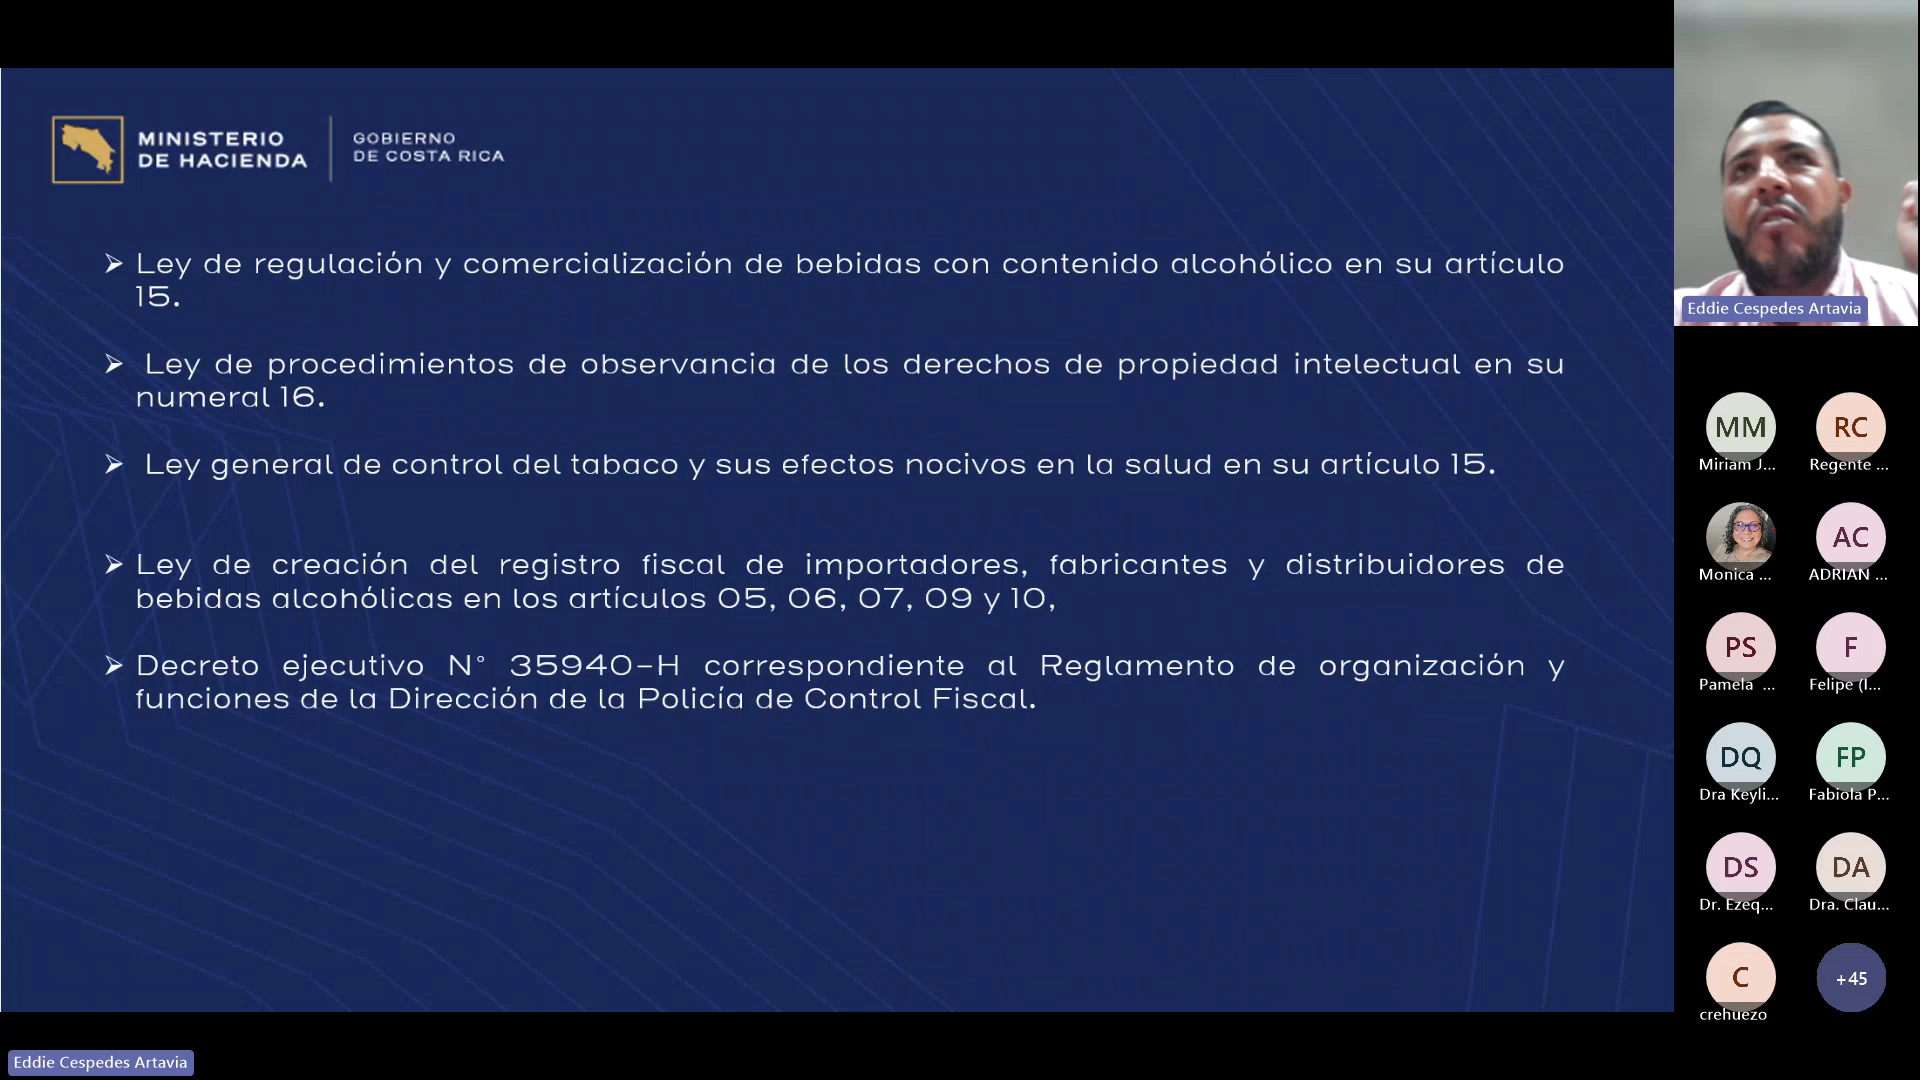 MINISTERIO
DE HACIENDA
GOBIERNO
DE COSTA RICA
Ley de regulación y comercialización de bebidas con contenido alcohólico en su artículo
15.
Ley de procedimientos de observancia de los derechos de propiedad intelectual en su
numeral 16.
Ley general de control del tabaco y sus efectos nocivos en la salud en su artículo 15.
Ley de creación del registro fiscal de importadores, fabricantes y distribuidores de
bebidas alcohólicas en los artículos 05, 06, 07, 09 y 10,
Decreto ejecutivo N° 35940-H correspondiente al Reglamento de organización y
funciones de la Dirección de la Policía de Control Fiscal.
Eddie Cespedes Artavia
MM
Miriam J...
RC
Regente ...
Monica ...
AC
ADRIAN ...
PS
Pamela ...
F
Felipe (I...
DQ
Dra Keyli...
FP
Fabiola P...
DS
Dr. Ezeq...
DA
Dra. Clau...
C
crehuezo
+45
Eddie Cespedes Artavia